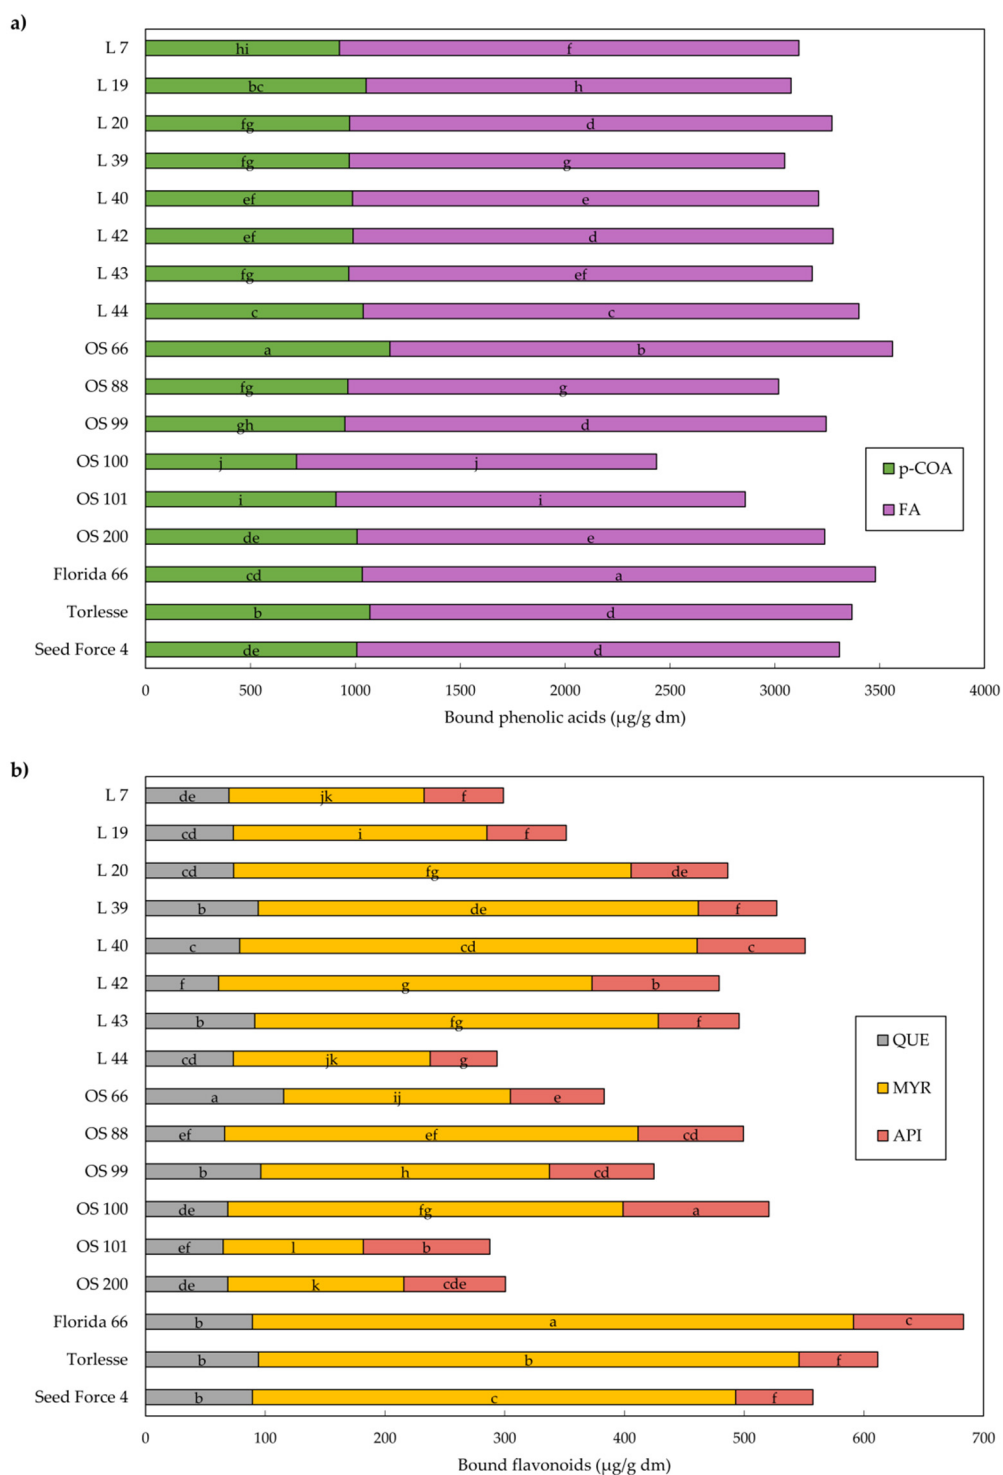 a)
L 7 hi f
L 19 bc h
L 20 fg d
L 39 fg g
L 40 ef e
L 42 ef d
L 43 fg ef
L 44 c c
OS 66 a b
OS 88 fg g
OS 99 gh d
OS 100 j j
OS 101 i i
OS 200 de e
Florida 66 cd a
Torlesse b d
Seed Force 4 de d
p-COA
FA
0 500 1000 1500 2000 2500 3000 3500 4000
Bound phenolic acids (µg/g dm)
b)
L 7 de jk f
L 19 cd i f
L 20 cd fg de
L 39 b de f
L 40 c cd c
L 42 f g b
L 43 b fg f
L 44 cd jk g
OS 66 a ij e
OS 88 ef ef cd
OS 99 b h cd
OS 100 de fg a
OS 101 ef l b
OS 200 de k cde
Florida 66 b a c
Torlesse b b f
Seed Force 4 b c f
QUE
MYR
API
0 100 200 300 400 500 600 700
Bound flavonoids (µg/g dm)